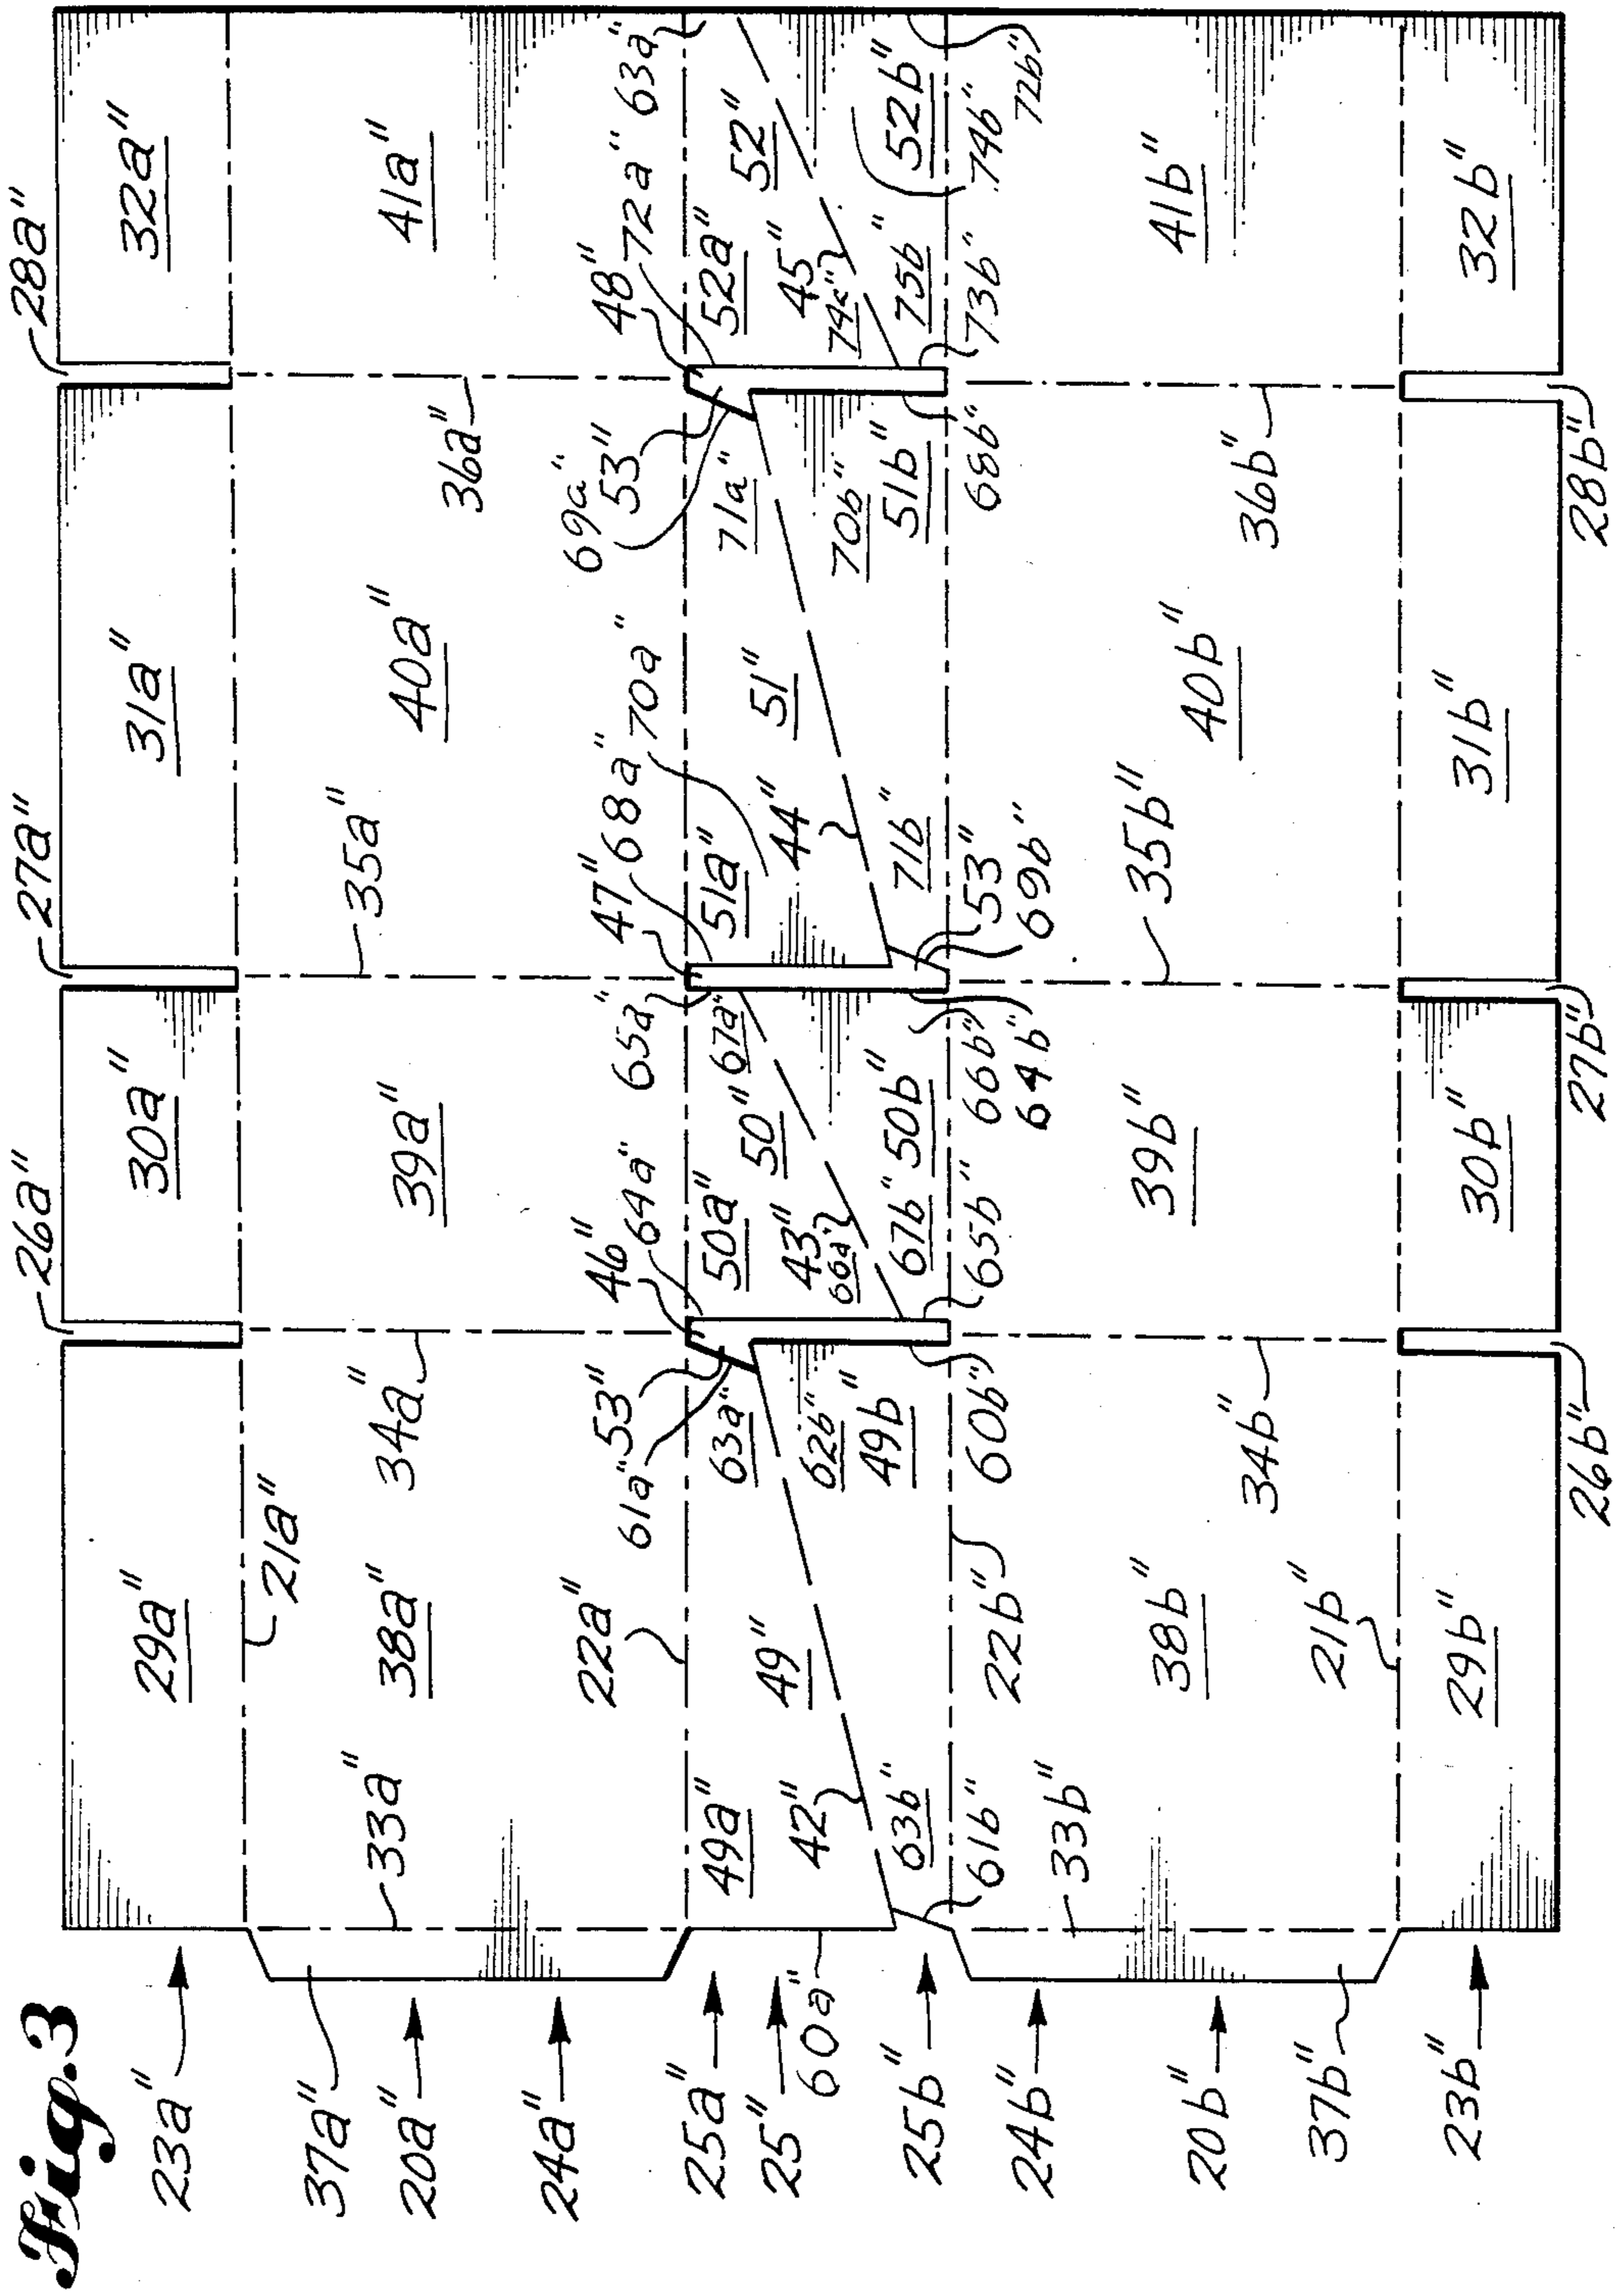 Fig. 3
23a"
37a"
20a"
24a"
25a"
25"
60a"
25b"
24b"
20b"
37b"
23b"
29a"
21a"
33a"
38a"
34a"
22a"
61a"
53"
63a"
49a"
49"
42"
62b"
49b"
63b"
61b"
60b"
22b"
33b"
38b"
34b"
21b"
29b"
26b"
26a"
30a"
39a"
46"
64a"
65a"
50a"
50"
67a"
43"
66a"
67b"
50b"
65b"
66b"
64b"
39b"
30b"
27b"
27a"
31a"
35a"
40a"
47"
68a"
70a"
69a"
53"
51a"
51"
71a"
44"
70b"
51b"
71b"
53"
69b"
68b"
36a"
35b"
40b"
36b"
31b"
28b"
28a"
32a"
41a"
48"
72a"
63a"
52a"
52"
45"
74a"
75b"
52b"
73b"
74b"
72b"
41b"
32b"